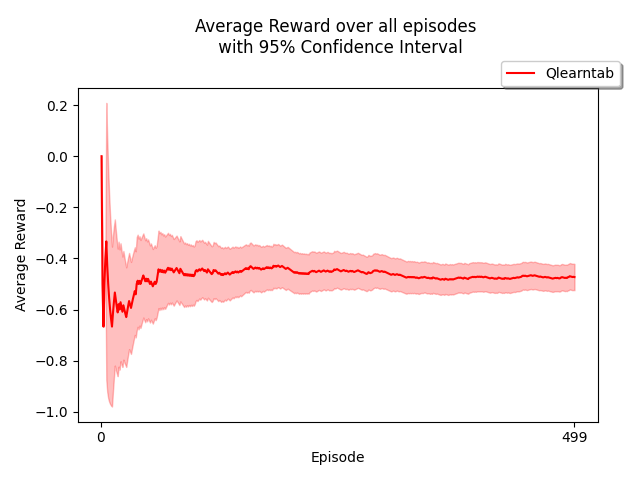 Average Reward over all episodes
with 95% Confidence Interval
Qlearntab
0.2
0.0
−0.2
−0.4
−0.6
−0.8
−1.0
Average Reward
0 499
Episode